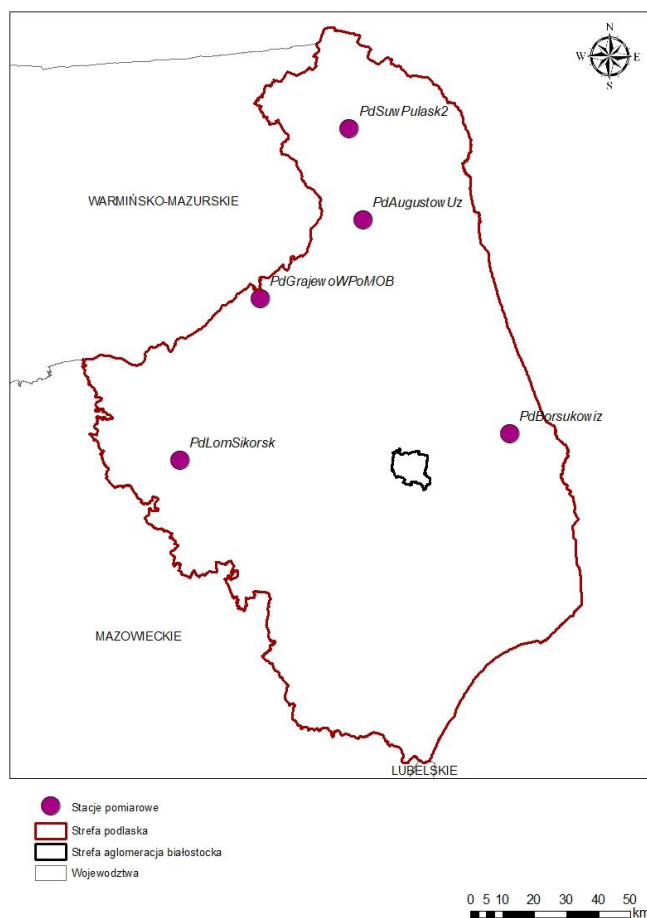 N
W E
S
PdSuwPulask2
PdAugustowUz
WARMIŃSKO-MAZURSKIE
PdGrajewoWPoMOB
PdBorsukowiz
PdLomSikorsk
MAZOWIECKIE
LUBELSKIE
Stacje pomiarowe
Strefa podlaska
Strefa aglomeracja białostocka
Województwa
0 5 10 20 30 40 50
km